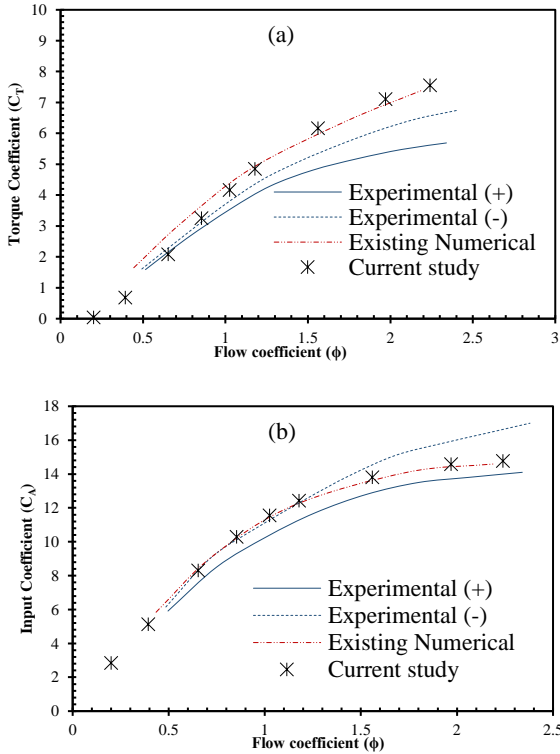 (a)
10
9
8
7
6
5
4
3
2
1
0
Torque Coefficient (C_T)
Experimental (+)
Experimental (-)
Existing Numerical
Current study
0 0.5 1 1.5 2 2.5 3
Flow coefficient (ϕ)
(b)
18
16
14
12
10
8
6
4
2
0
Input Coefficient (C_A)
Experimental (+)
Experimental (-)
Existing Numerical
Current study
0 0.5 1 1.5 2 2.5
Flow coefficient (ϕ)